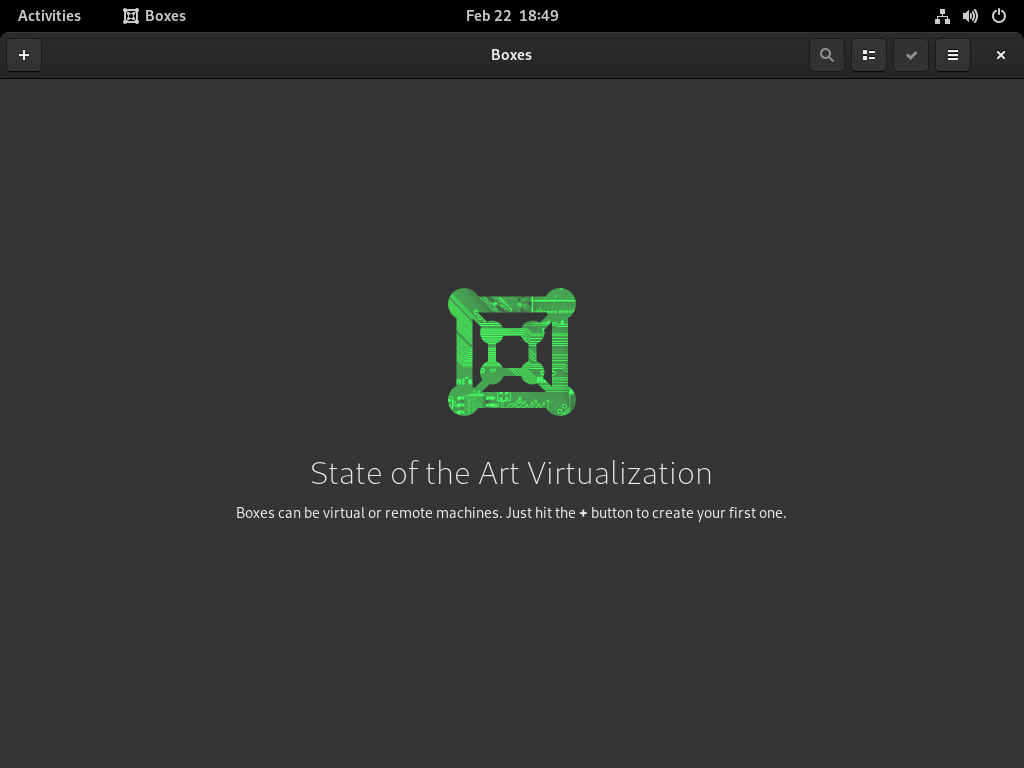 Activities Boxes Feb 22 18:49
Boxes
State of the Art Virtualization
Boxes can be virtual or remote machines. Just hit the + button to create your first one.